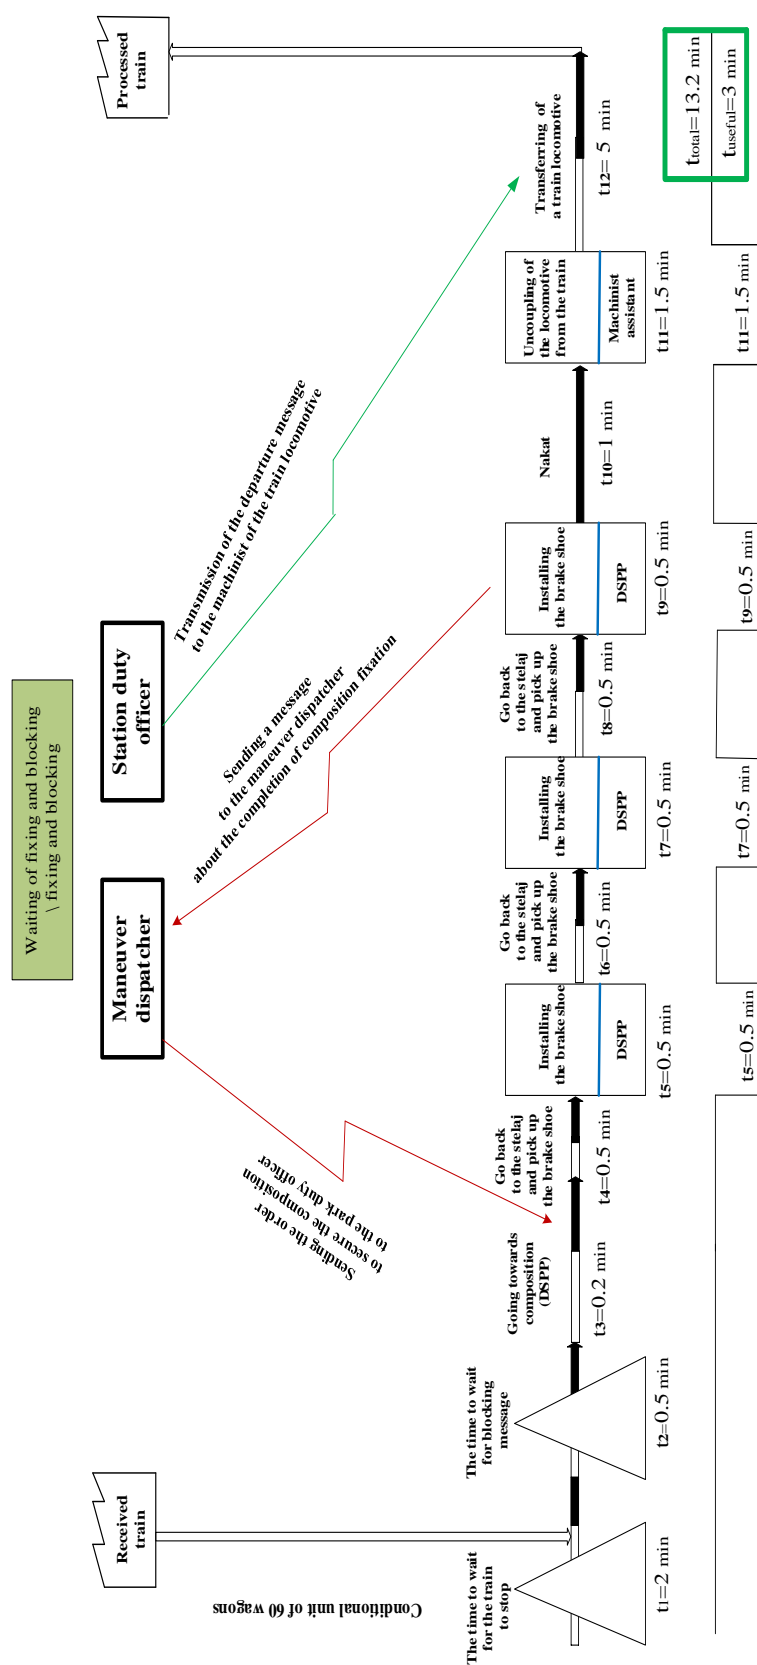 Waiting of fixing and blocking
\ fixing and blocking
Received
train
Maneuver
dispatcher
Station duty
officer
Processed
train
Conditional unit of 60 wagons
Sending the order
to secure the composition
to the park duty officer
Sending a message
to the maneuver dispatcher
about the completion of composition fixation
Transmission of the departure message
to the machinist of the train locomotive
The time to wait
for the train
to stop
t1=2 min
The time to wait
for blocking
message
t2=0.5 min
Going towards
composition
(DSPP)
t3=0.2 min
Go back
to the stelaj
and pick up
the brake shoe
t4=0.5 min
Installing
the brake shoe
DSPP
t5=0.5 min
Go back
to the stelaj
and pick up
the brake shoe
t6=0.5 min
Installing
the brake shoe
DSPP
t7=0.5 min
Go back
to the stelaj
and pick up
the brake shoe
t8=0.5 min
Installing
the brake shoe
DSPP
t9=0.5 min
Nakat
t10=1 min
Uncoupling of
the locomotive
from the train
Machinist
assistant
t11=1.5 min
Transferring of
a train locomotive
t12= 5 min
t5=0.5 min
t7=0.5 min
t9=0.5 min
t11=1.5 min
ttotal=13.2 min
tuseful=3 min